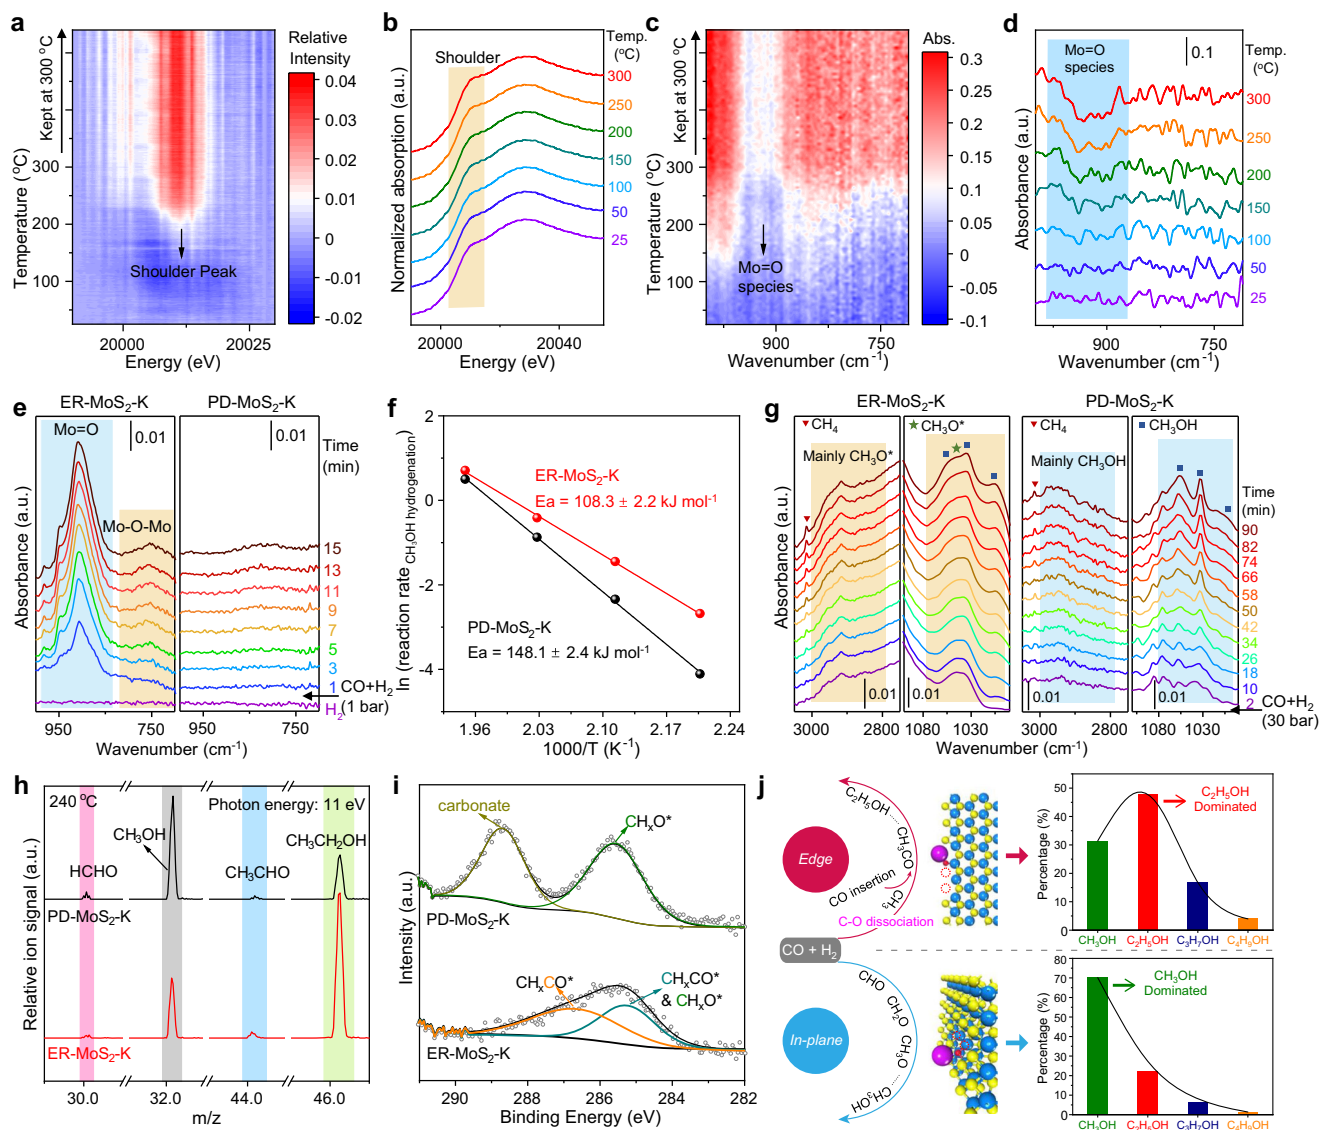 a
Relative
Intensity
Kept at 300 °C
Temperature (°C)
300
200
100
Shoulder Peak
20000
20025
Energy (eV)
0.04
0.03
0.02
0.01
0
-0.01
-0.02
b
Temp.
(°C)
Shoulder
Normalized absorption (a.u.)
300
250
200
150
100
50
25
20000
20040
Energy (eV)
c
Abs.
Kept at 300 °C
Temperature (°C)
300
200
100
Mo=O
species
900
750
Wavenumber (cm⁻¹)
0.3
0.25
0.2
0.15
0.1
0.05
0
-0.05
-0.1
d
Mo=O
species
0.1
Temp.
(°C)
Absorbance (a.u.)
300
250
200
150
100
50
25
900
750
Wavenumber (cm⁻¹)
e
ER-MoS₂-K
PD-MoS₂-K
Mo=O
0.01
0.01
Time
(min)
Mo-O-Mo
Absorbance (a.u.)
15
13
11
9
7
5
3
1
CO+H₂
H₂
(1 bar)
950
750
950
750
Wavenumber (cm⁻¹)
f
ln (reaction rate CH₃OH hydrogenation)
2
0
-2
-4
ER-MoS₂-K
Ea = 108.3 ± 2.2 kJ mol⁻¹
PD-MoS₂-K
Ea = 148.1 ± 2.4 kJ mol⁻¹
1.96
2.03
2.10
2.17
2.24
1000/T (K⁻¹)
g
ER-MoS₂-K
PD-MoS₂-K
CH₄
CH₃O*
CH₄
CH₃OH
Mainly CH₃O*
Mainly CH₃OH
Time
(min)
Absorbance (a.u.)
90
82
74
66
58
50
42
34
26
18
10
2
0.01
0.01
0.01
0.01
CO+H₂
(30 bar)
3000
2800
1080
1030
3000
2800
1080
1030
Wavenumber (cm⁻¹)
Wavenumber (cm⁻¹)
h
240 °C
Photon energy: 11 eV
CH₃OH
CH₃CH₂OH
HCHO
CH₃CHO
PD-MoS₂-K
ER-MoS₂-K
Relative ion signal (a.u.)
30.0
32.0
44.0
46.0
m/z
i
carbonate
CHₓO*
PD-MoS₂-K
CHₓCO*
CHₓCO*
& CHₓO*
ER-MoS₂-K
Intensity (a.u.)
290
288
286
284
282
Binding Energy (eV)
j
C₂H₅OH ...... CH₃CO
Edge
CO insertion
CH₃
C-O dissociation
CO + H₂
CHO CH₂O CH₃O ...... CH₃OH
In-plane
Percentage (%)
60
50
40
30
20
10
0
C₂H₅OH
Dominated
CH₃OH
C₂H₅OH
C₃H₇OH
C₄H₉OH
Percentage (%)
80
70
60
50
40
30
20
10
0
CH₃OH
Dominated
CH₃OH
C₂H₅OH
C₃H₇OH
C₄H₉OH